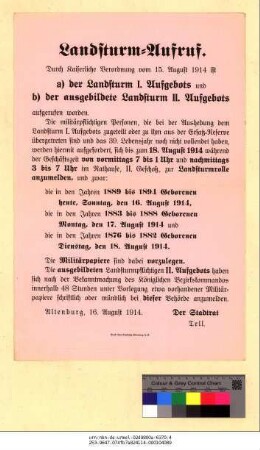 Landsturm-Aufruf.
Durch Kaiserliche Verordnung vom 15. August 1914 ist
a) der Landsturm I. Aufgebots und
b) der ausgebildete Landsturm II. Aufgebots
aufgerufen worden.
Die militärpflichtigen Personen, die bei der Aushebung dem
Landsturm I. Aufgebots zugeteilt oder zu ihm aus der Ersatz-Reserve
übergetreten sind und das 39. Lebensjahr noch nicht vollendet haben,
werden hiermit aufgefordert, sich bis zum 18. August 1914 während
der Geschäftszeit von vormittags 7 bis 1 Uhr und nachmittags
3 bis 7 Uhr im Rathause, II. Geschoß, zur Landsturmrolle
anzumelden, und zwar:
die in den Jahren 1889 bis 1894 Geborenen
heute, Sonntag, den 16. August 1914,
die in den Jahren 1883 bis 1888 Geborenen
Montag, den 17. August 1914 und
die in den Jahren 1876 bis 1882 Geborenen
Dienstag, den 18. August 1914.
Die Militärpapiere sind dabei vorzulegen.
Die ausgebildeten Landsturmpflichtigen II. Aufgebots haben
sich nach der Bekanntmachung des Königlichen Bezirkskommandos
innerhalb 48 Stunden unter Vorlegung etwa vorhandener Militär-
papiere schriftlich oder mündlich bei dieser Behörde anzumelden.
Altenburg, 16. August 1914.
Der Stadtrat
Tell.